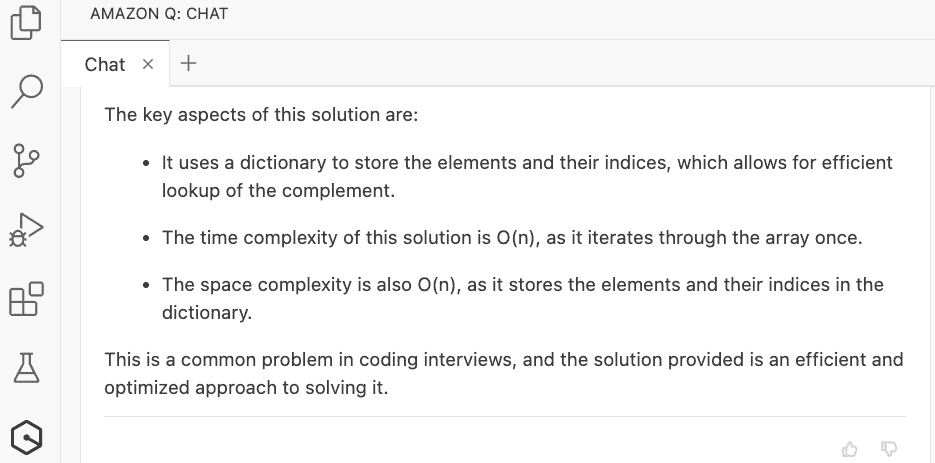 AMAZON Q: CHAT
Chat × +
The key aspects of this solution are:
• It uses a dictionary to store the elements and their indices, which allows for efficient
lookup of the complement.
• The time complexity of this solution is O(n), as it iterates through the array once.
• The space complexity is also O(n), as it stores the elements and their indices in the
dictionary.
This is a common problem in coding interviews, and the solution provided is an efficient and
optimized approach to solving it.